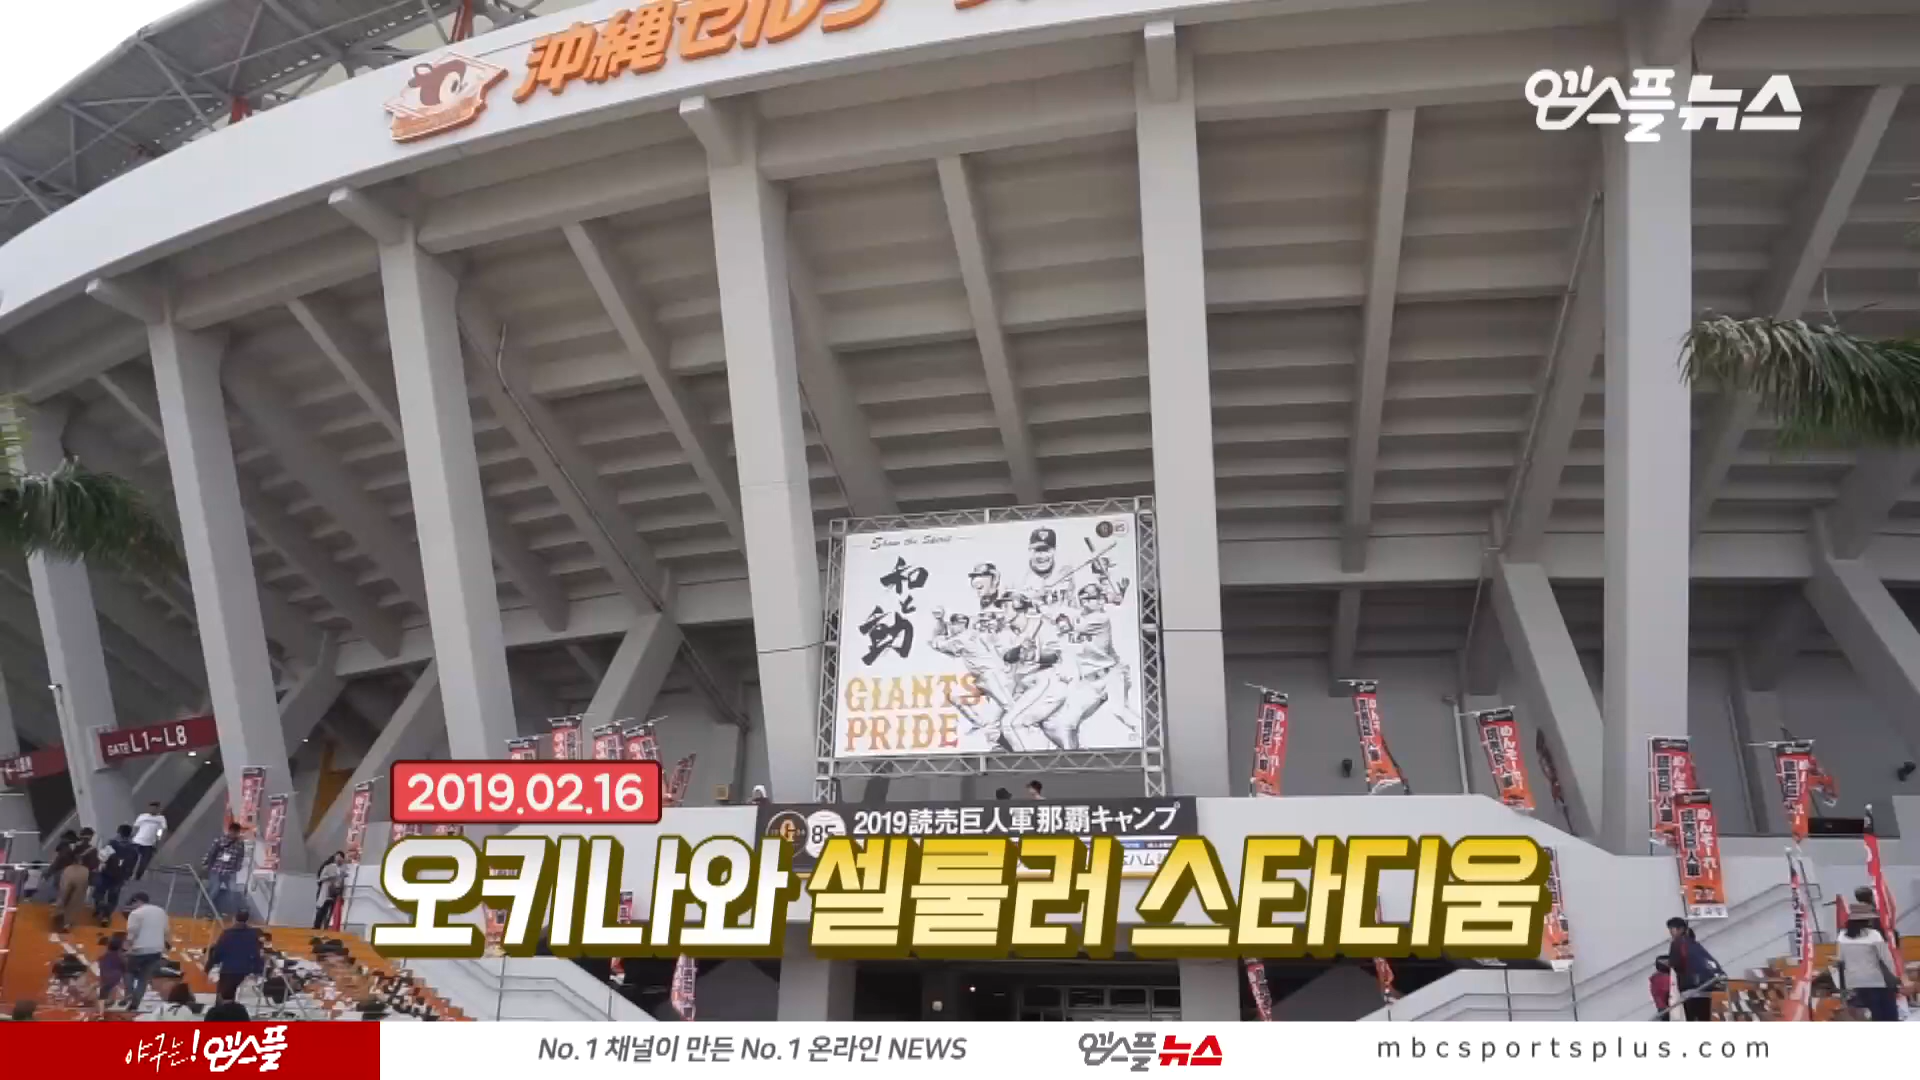 沖縄セルラー
엠스플뉴스
Show the Spirit
和と動
GIANTS
PRIDE
GATE L1~L8
2019.02.16
85 2019読売巨人軍那覇キャンプ
오키나와 셀룰러 스타디움
야구는! 엠스플
No. 1 채널이 만든 No. 1 온라인 NEWS
엠스플뉴스
mbcsportsplus.com